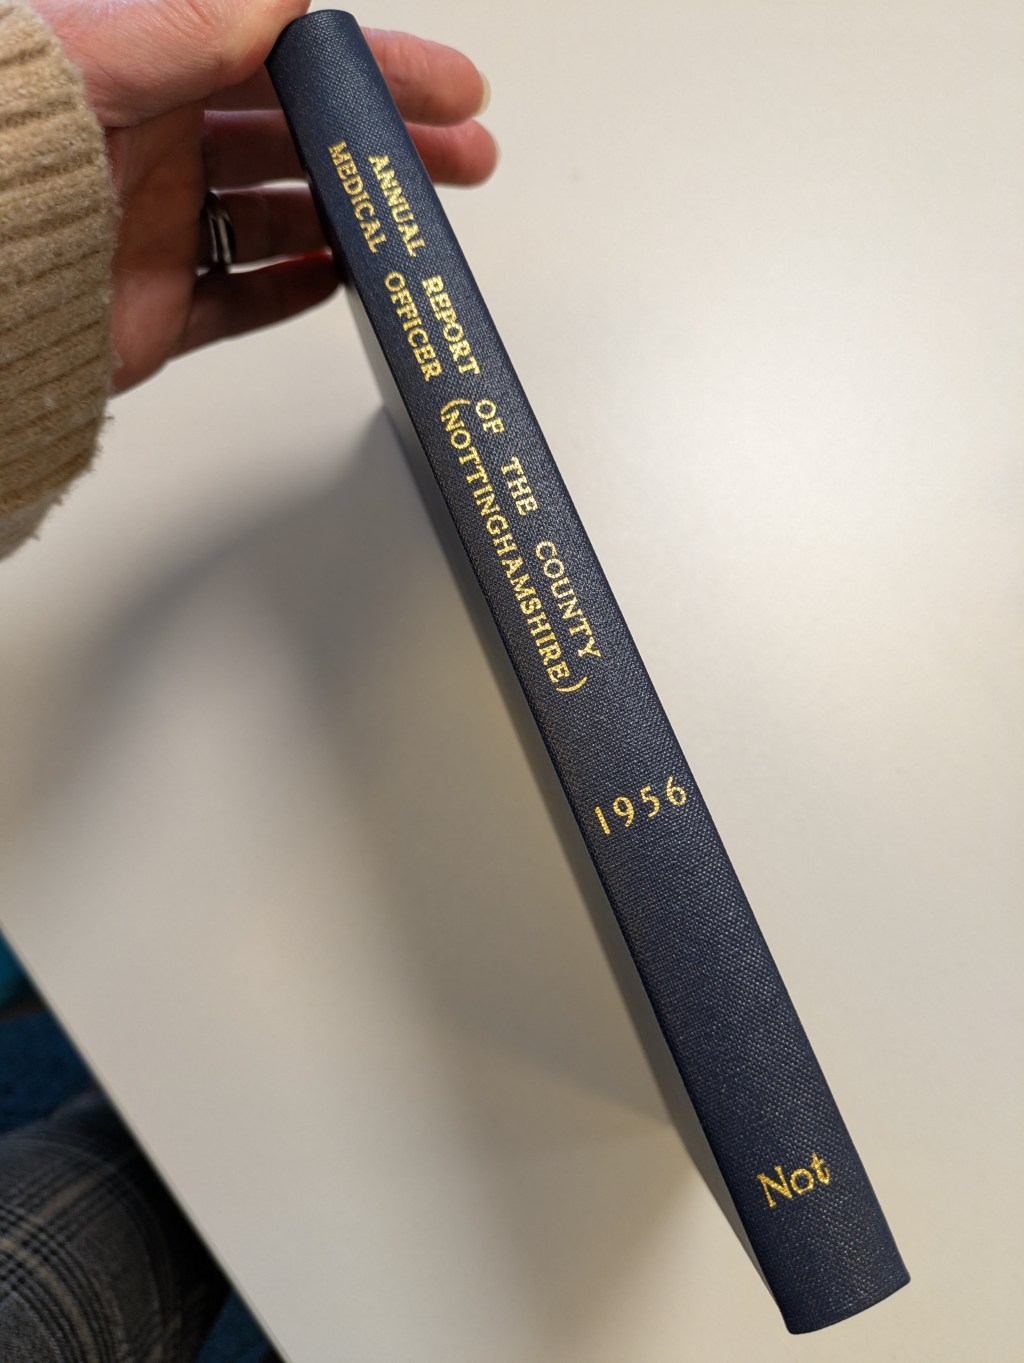 ANNUAL REPORT OF THE COUNTY
MEDICAL OFFICER (NOTTINGHAMSHIRE)
1956
Not